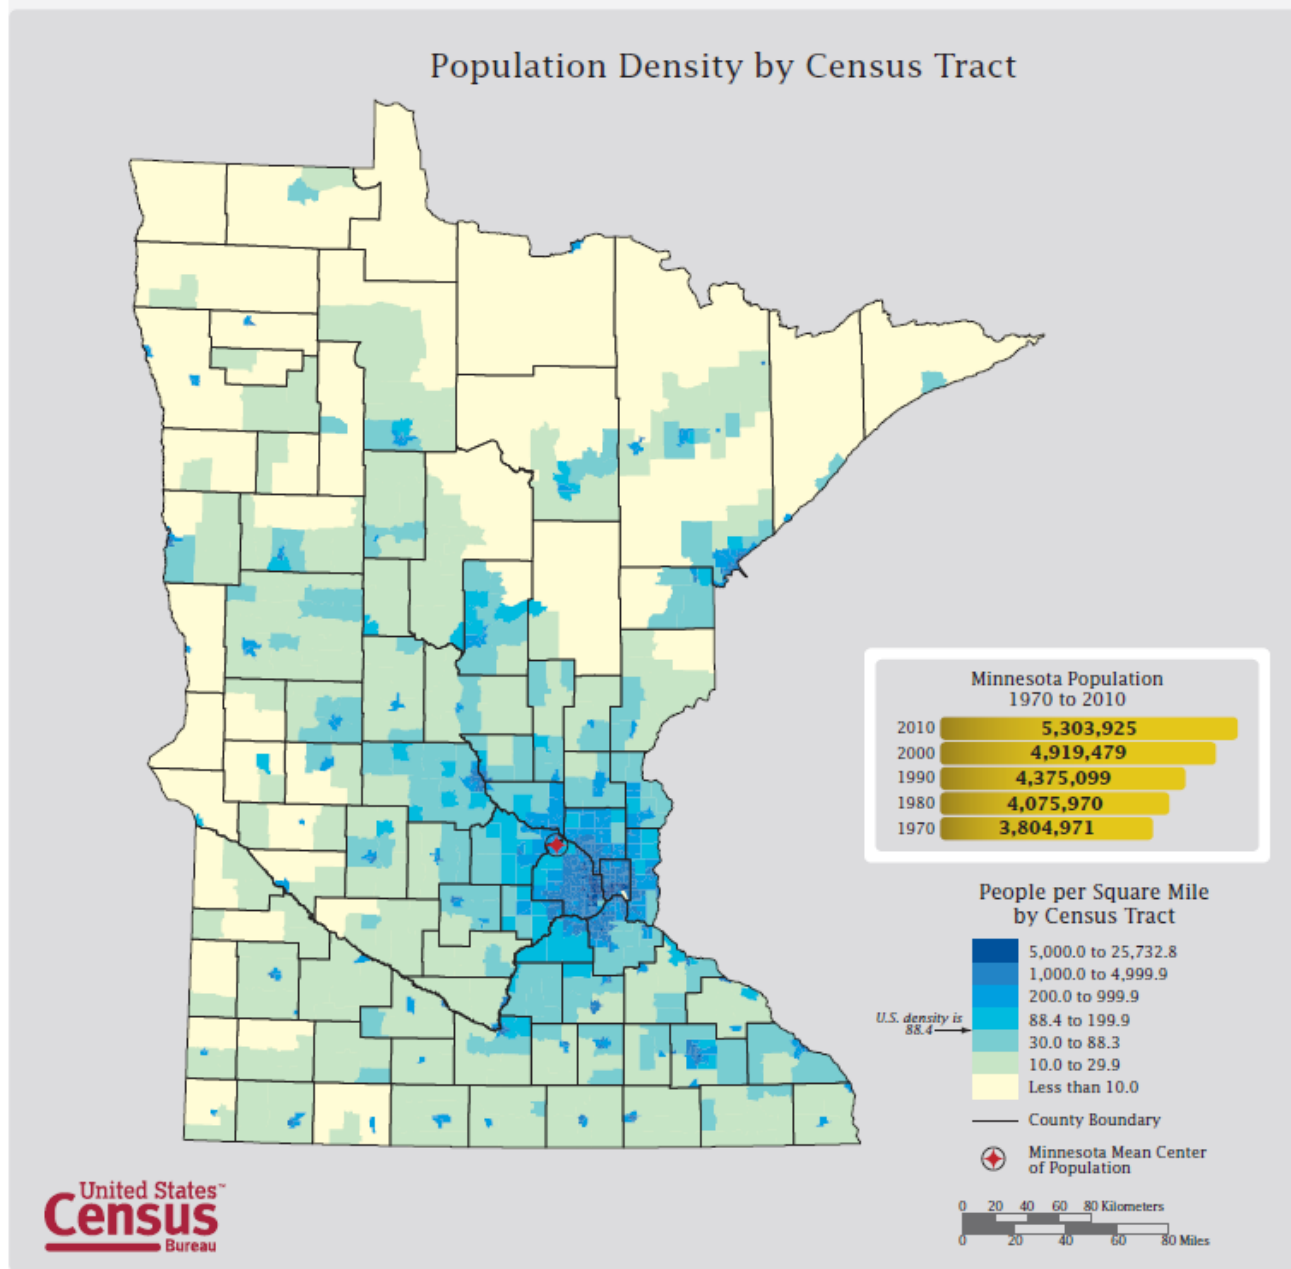 Population Density by Census Tract
Minnesota Population
1970 to 2010
2010 5,303,925
2000 4,919,479
1990 4,375,099
1980 4,075,970
1970 3,804,971
People per Square Mile
by Census Tract
5,000.0 to 25,732.8
1,000.0 to 4,999.9
200.0 to 999.9
U.S. density is
88.4
88.4 to 199.9
30.0 to 88.3
10.0 to 29.9
Less than 10.0
County Boundary
Minnesota Mean Center
of Population
0 20 40 60 80 Kilometers
0 20 40 60 80 Miles
United States™
Census
Bureau